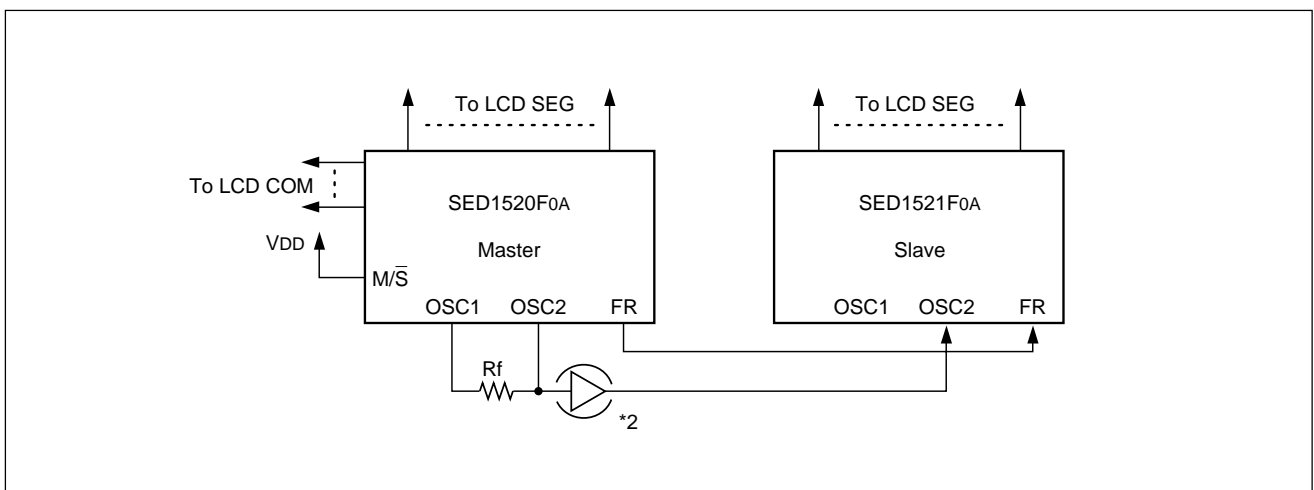 To LCD SEG
To LCD SEG
To LCD COM
SED1520F0A
SED1521F0A
VDD
Master
Slave
M/S̅
OSC1 OSC2 FR
OSC1 OSC2 FR
Rf
*2